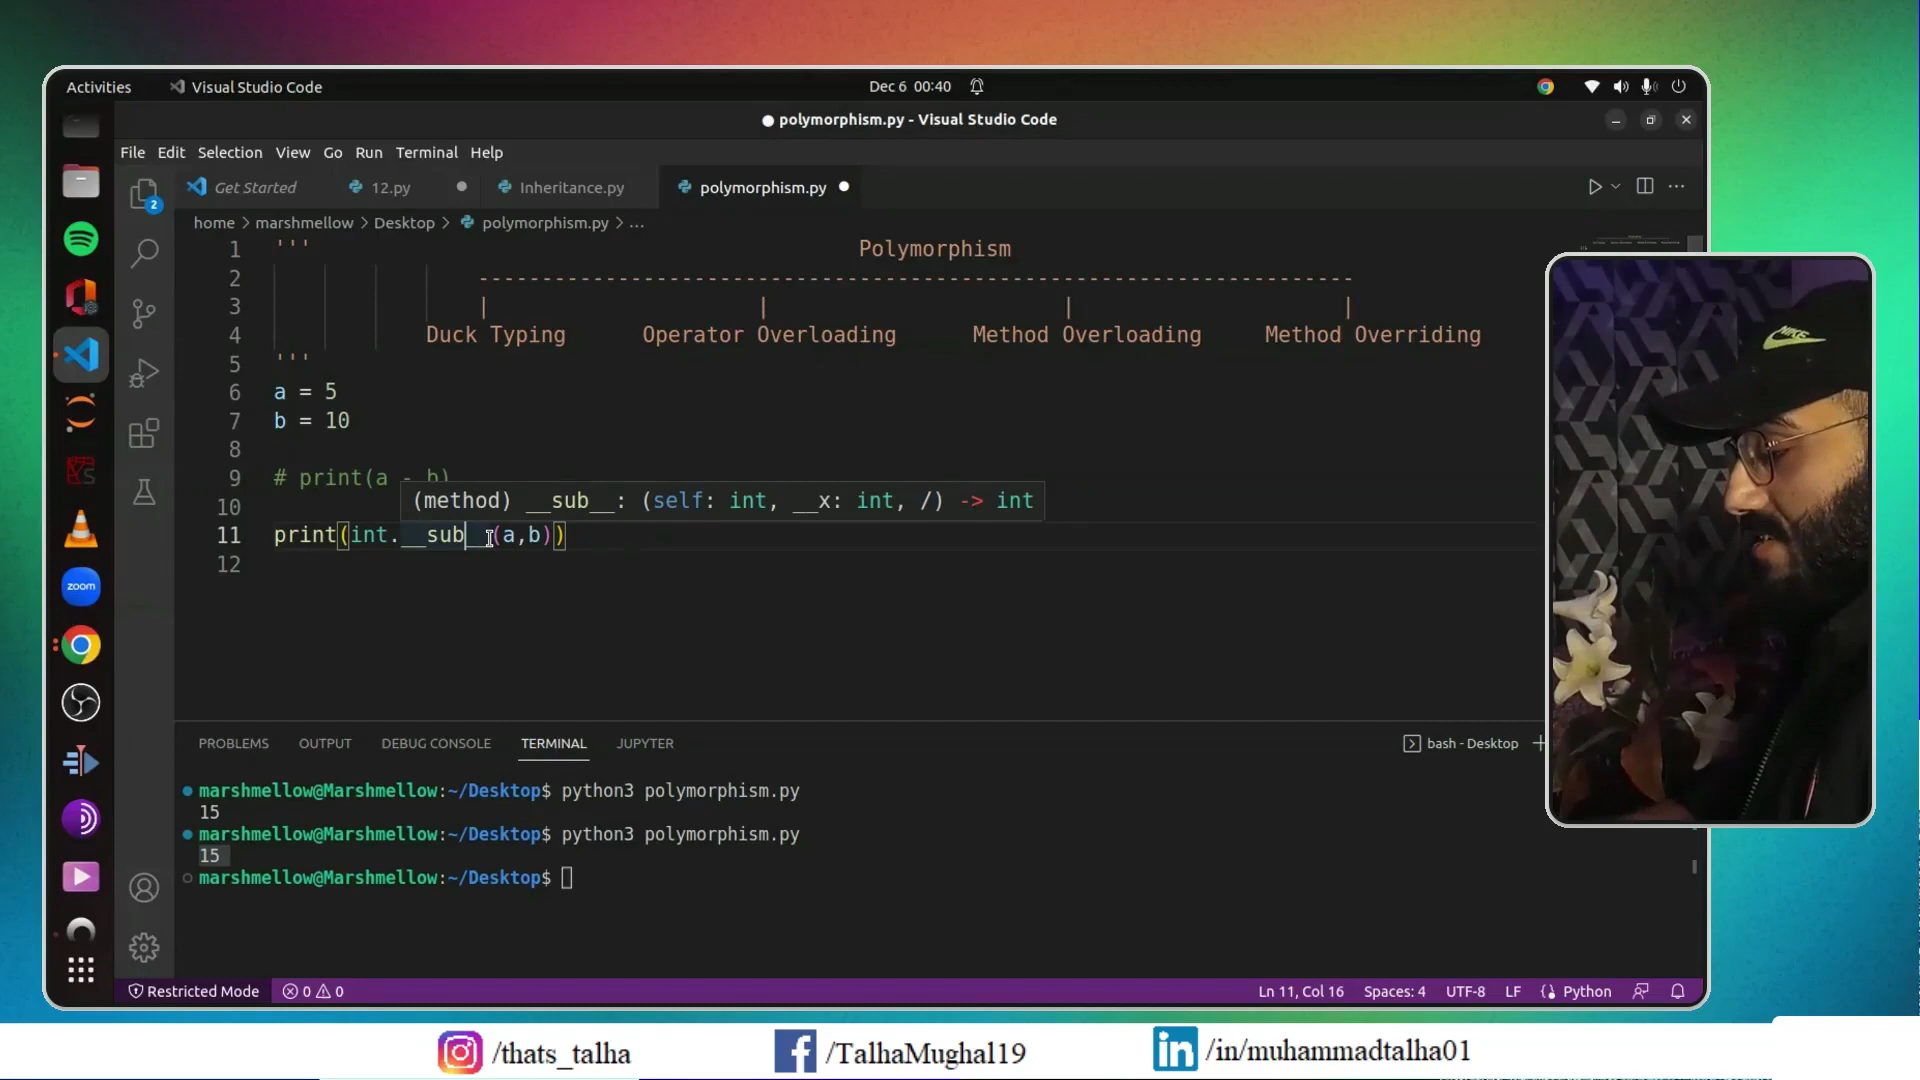 Activities
Visual Studio Code
Dec 6 00:40
● polymorphism.py - Visual Studio Code
File Edit Selection View Go Run Terminal Help
Get Started
12.py
Inheritance.py
polymorphism.py
2
home > marshmellow > Desktop > polymorphism.py > ...
1 ''' Polymorphism
2 ---------------------------------------------------------------------
3 | | | |
4 Duck Typing Operator Overloading Method Overloading Method Overriding
5 '''
6 a = 5
7 b = 10
8
9 # print(a - b)
10
(method) __sub__: (self: int, __x: int, /) -> int
11 print(int.__sub__(a,b))
12
NIKE
zoom
PROBLEMS OUTPUT DEBUG CONSOLE TERMINAL JUPYTER
bash - Desktop
marshmellow@Marshmellow:~/Desktop$ python3 polymorphism.py
15
marshmellow@Marshmellow:~/Desktop$ python3 polymorphism.py
15
marshmellow@Marshmellow:~/Desktop$
Restricted Mode 0 0
Ln 11, Col 16 Spaces: 4 UTF-8 LF Python
/thats_talha
/TalhaMughal19
in /in/muhammadtalha01